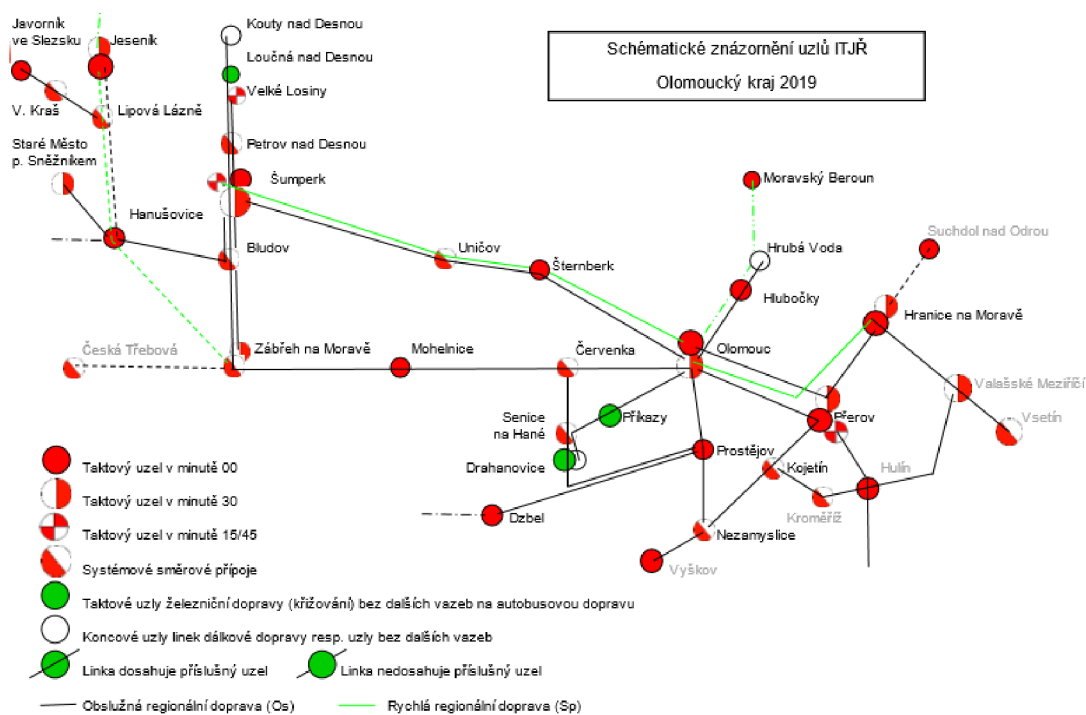 Schématické znázornění uzlů ITJŘ
Olomoucký kraj 2019
Javorník
ve Slezsku
Jeseník
Kouty nad Desnou
Loučná nad Desnou
Velké Losiny
V. Kraš
Lipová Lázně
Staré Město
p. Sněžníkem
Petrov nad Desnou
Šumperk
Moravský Beroun
Hanušovice
Suchdol nad Odrou
Bludov
Uničov
Hrubá Voda
Šternberk
Hlubočky
Hranice na Moravě
Česká Třebová
Zábřeh na Moravě
Mohelnice
Červenka
Olomouc
Valašské Meziříčí
Senice
na Hané
Příkazy
Přerov
Vsetín
Drahanovice
Prostějov
Kojetín
Hulín
Dzbel
Kroměříž
Nezamyslice
Vyškov
Taktový uzel v minutě 00
Taktový uzel v minutě 30
Taktový uzel v minutě 15/45
Systémové směrové přípoje
Taktové uzly železniční dopravy (křižování) bez dalších vazeb na autobusovou dopravu
Koncové uzly linek dálkové dopravy resp. uzly bez dalších vazeb
Linka dosahuje příslušný uzel
Linka nedosahuje příslušný uzel
Obslužná regionální doprava (Os)
Rychlá regionální doprava (Sp)